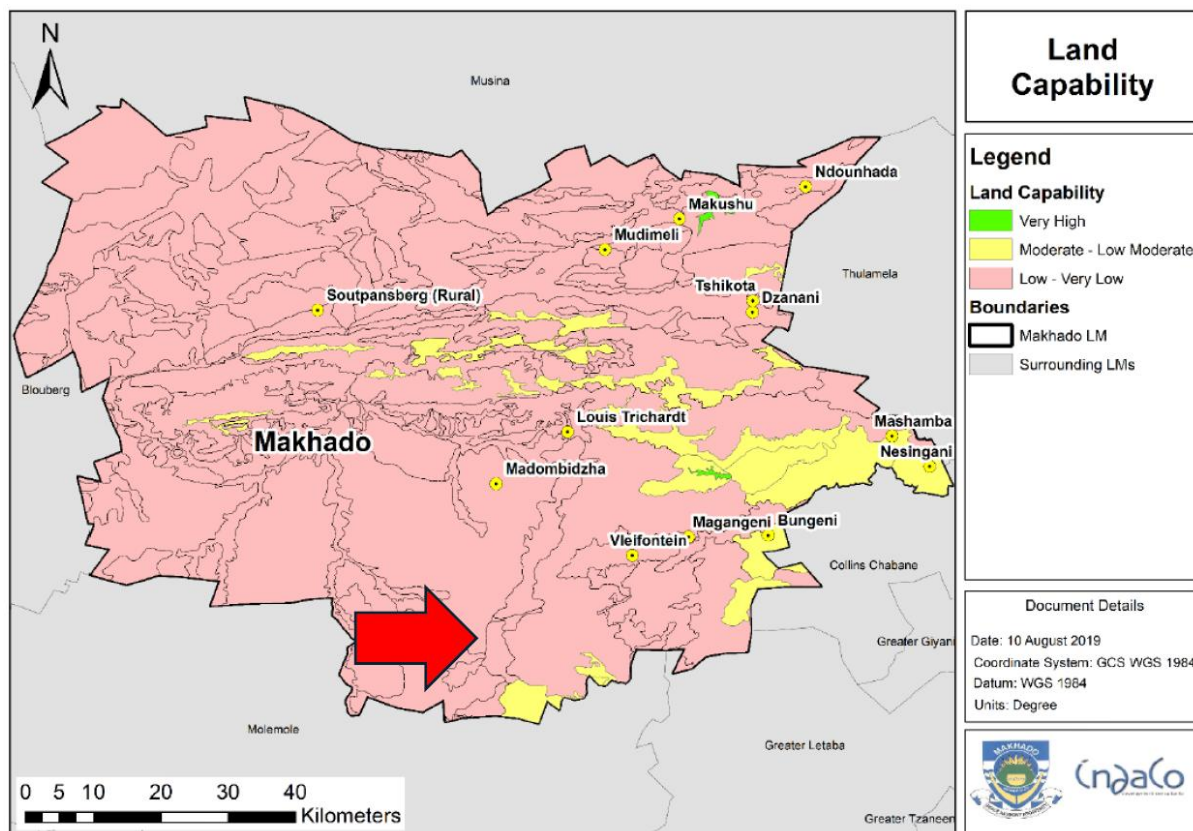 N
Musina
Ndounhada
Makushu
Mudimeli
Thulamela
Tshikota
Dzanani
Soutpansberg (Rural)
Blouberg
Louis Trichardt
Mashamba
Makhado
Nesingani
Madombidzha
Magangeni
Bungeni
Vleifontein
Collins Chabane
Greater Giyani
Molemole
Greater Letaba
Greater Tzaneen
0 5 10 20 30 40
Kilometers
Land
Capability
Legend
Land Capability
Very High
Moderate - Low Moderate
Low - Very Low
Boundaries
Makhado LM
Surrounding LMs
Document Details
Date: 10 August 2019
Coordinate System: GCS WGS 1984
Datum: WGS 1984
Units: Degree
MAKHADO